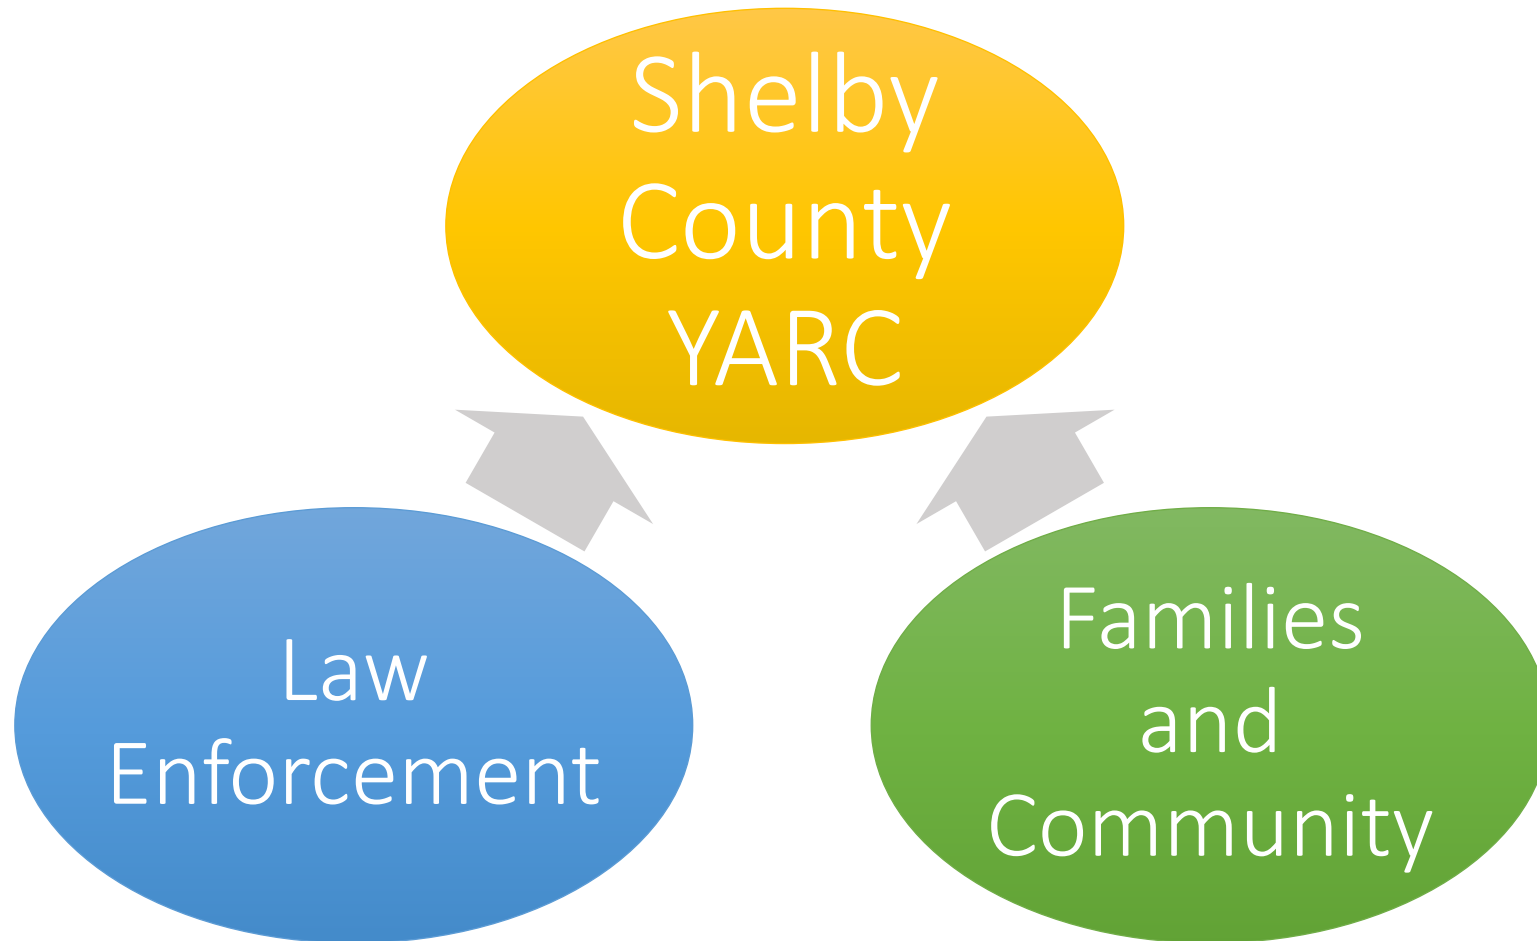 Shelby
County
YARC
Law
Enforcement
Families
and
Community